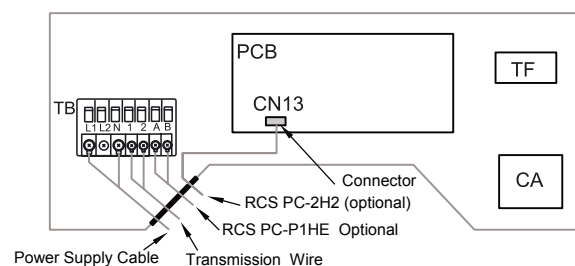 PCB
TF
CN13
TB
L1 L2 N 1 2 A B
Connector
CA
RCS PC-2H2 (optional)
RCS PC-P1HE Optional
Power Supply Cable
Transmission Wire